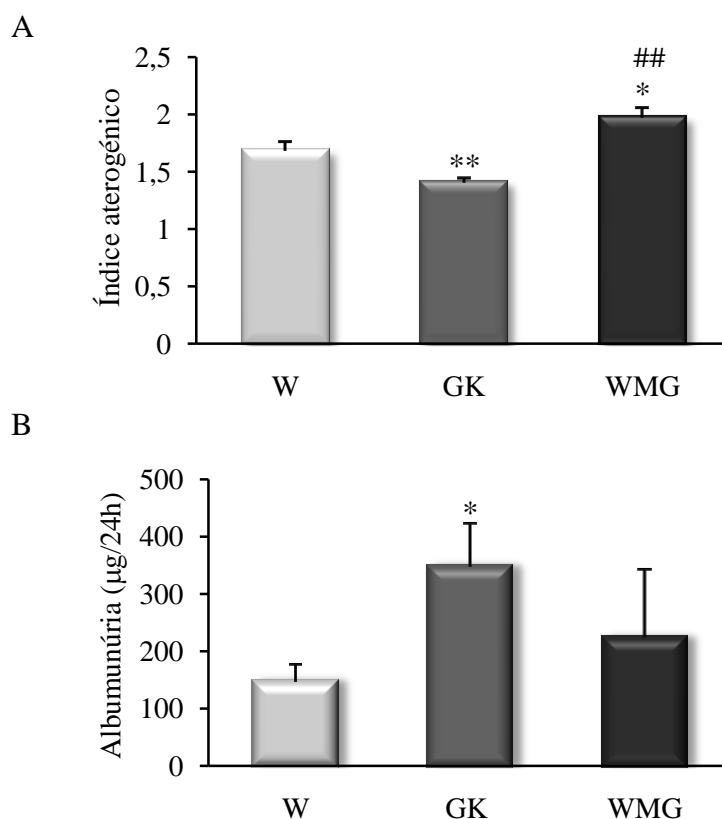 A
Índice aterogénico
2,5
2
1,5
1
0,5
0
**
##
*
W GK WMG
B
Albumunúria (µg/24h)
500
400
300
200
100
0
*
W GK WMG